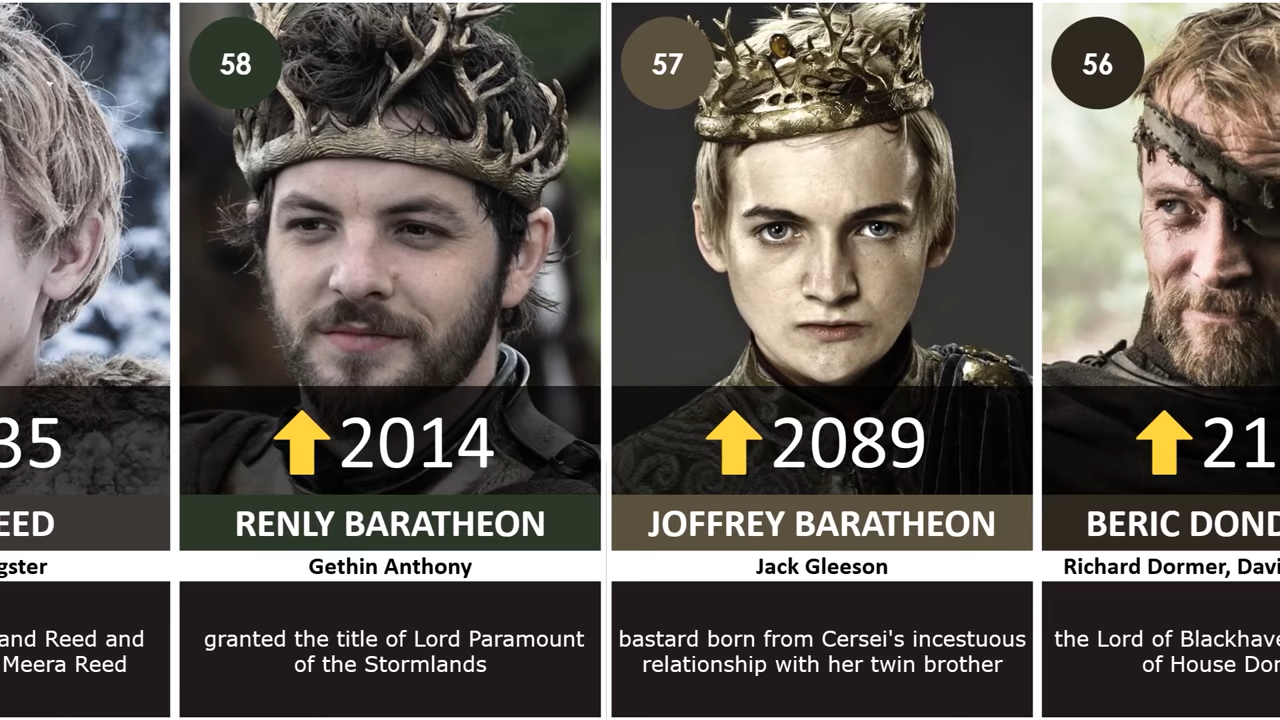 58
57
56
35
2014
2089
21
EED
RENLY BARATHEON
JOFFREY BARATHEON
BERIC DOND
gster
Gethin Anthony
Jack Gleeson
Richard Dormer, Davi
and Reed and
Meera Reed
granted the title of Lord Paramount
of the Stormlands
bastard born from Cersei's incestuous
relationship with her twin brother
the Lord of Blackhave
of House Don